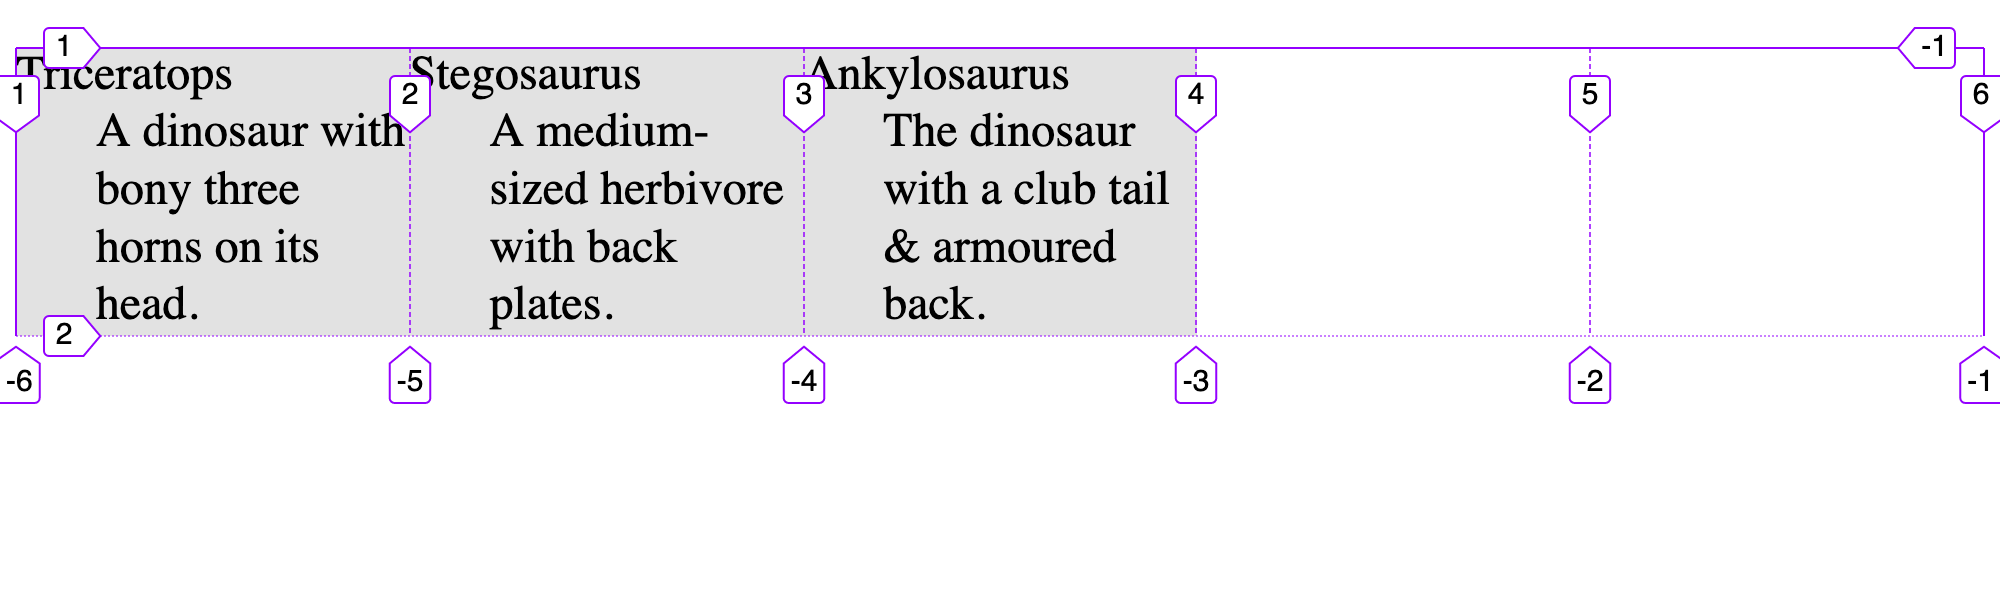 1
-1
Triceratops
Stegosaurus
Ankylosaurus
1
2
3
4
5
6
A dinosaur with
bony three
horns on its
head.
A medium-
sized herbivore
with back
plates.
The dinosaur
with a club tail
& armoured
back.
2
-6
-5
-4
-3
-2
-1